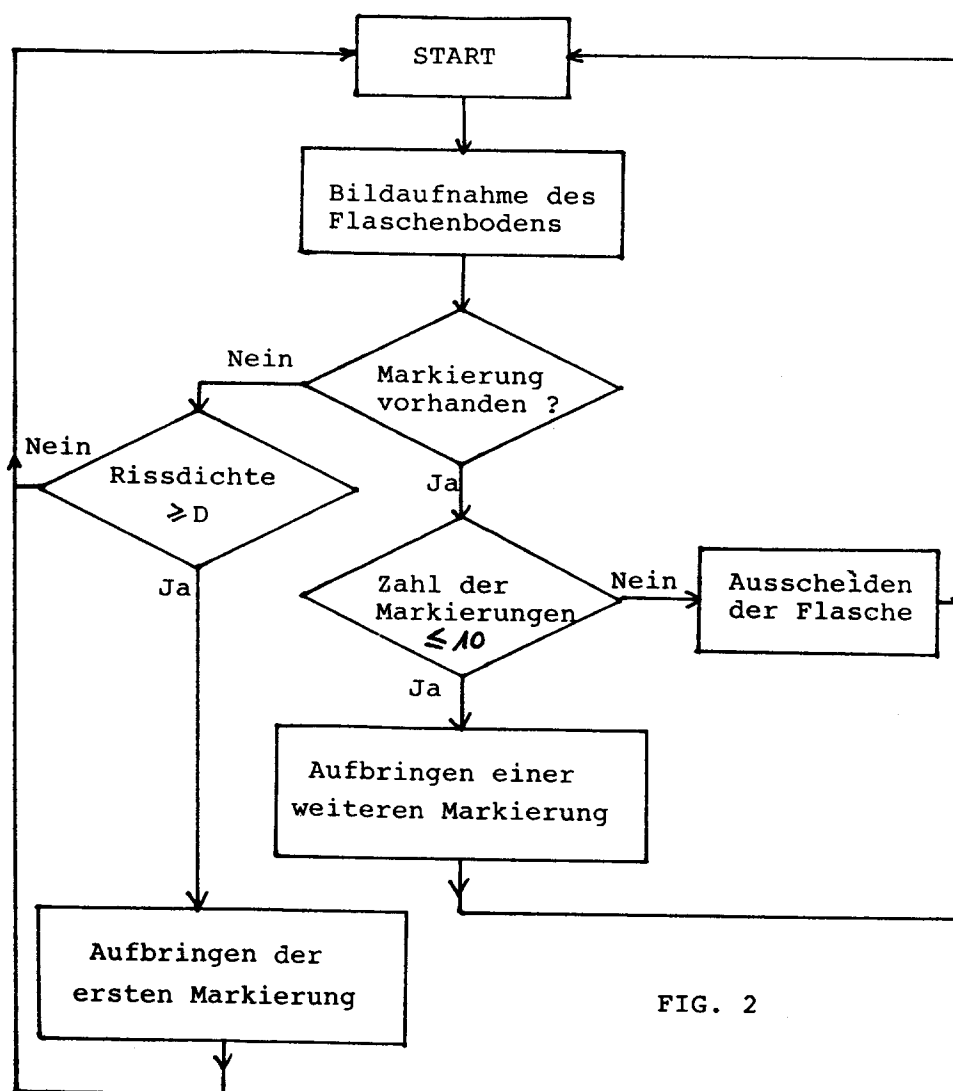 START
Bildaufnahme des
Flaschenbodens
Nein
Markierung
vorhanden ?
Nein
Rissdichte
⩾D
Ja
Ja
Zahl der
Markierungen
≤10
Nein
Ausscheiden
der Flasche
Ja
Aufbringen einer
weiteren Markierung
Aufbringen der
ersten Markierung
FIG. 2